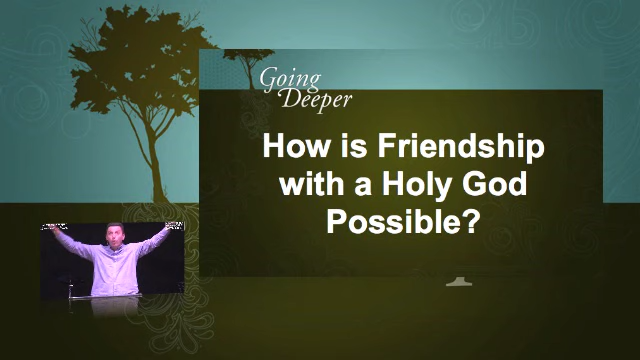 Going
Deeper
How is Friendship
with a Holy God
Possible?